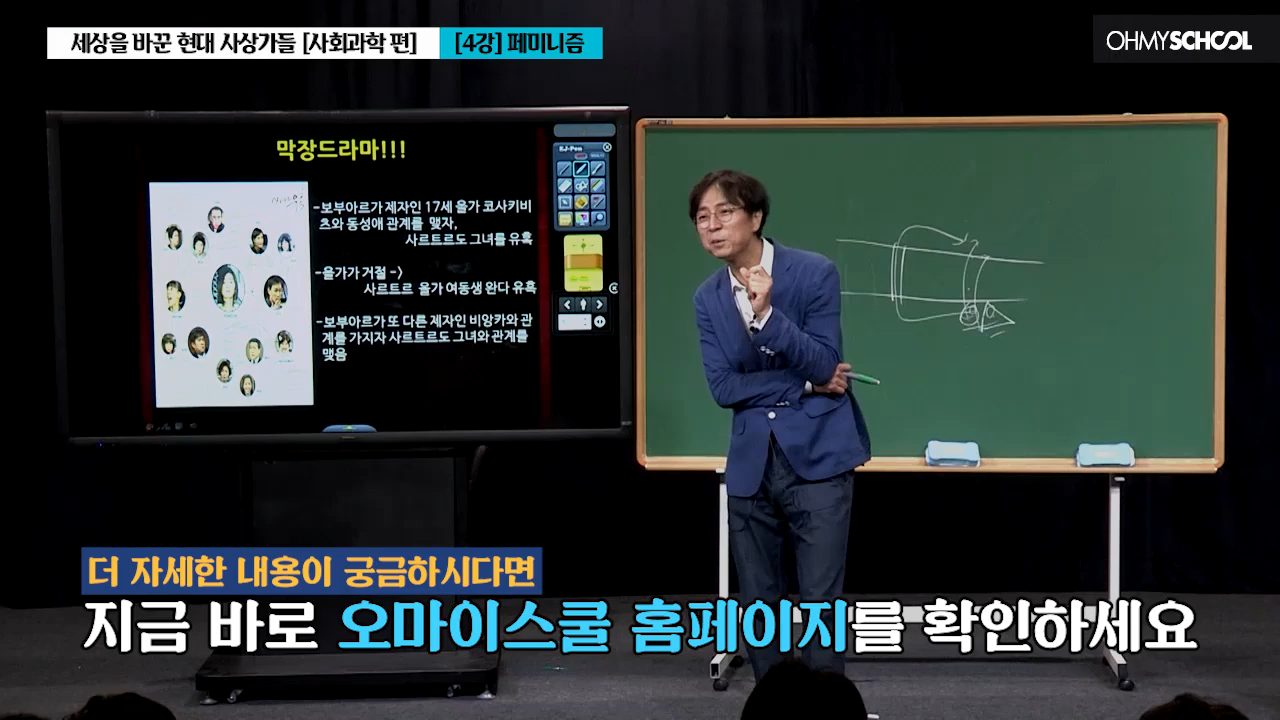 세상을 바꾼 현대 사상가들 [사회과학 편] [4강] 페미니즘
OHMYSCHOOL
막장드라마!!!
-보부아르가 제자인 17세 올가 코사키비
츠와 동성애 관계를 맺자,
사르트르도 그녀를 유혹
-올가가 거절 ->
사르트르 올가 여동생 완다 유혹
-보부아르가 또 다른 제자인 비앙카와 관
계를 가지자 사르트르도 그녀와 관계를
맺음
더 자세한 내용이 궁금하시다면
지금 바로 오마이스쿨 홈페이지를 확인하세요